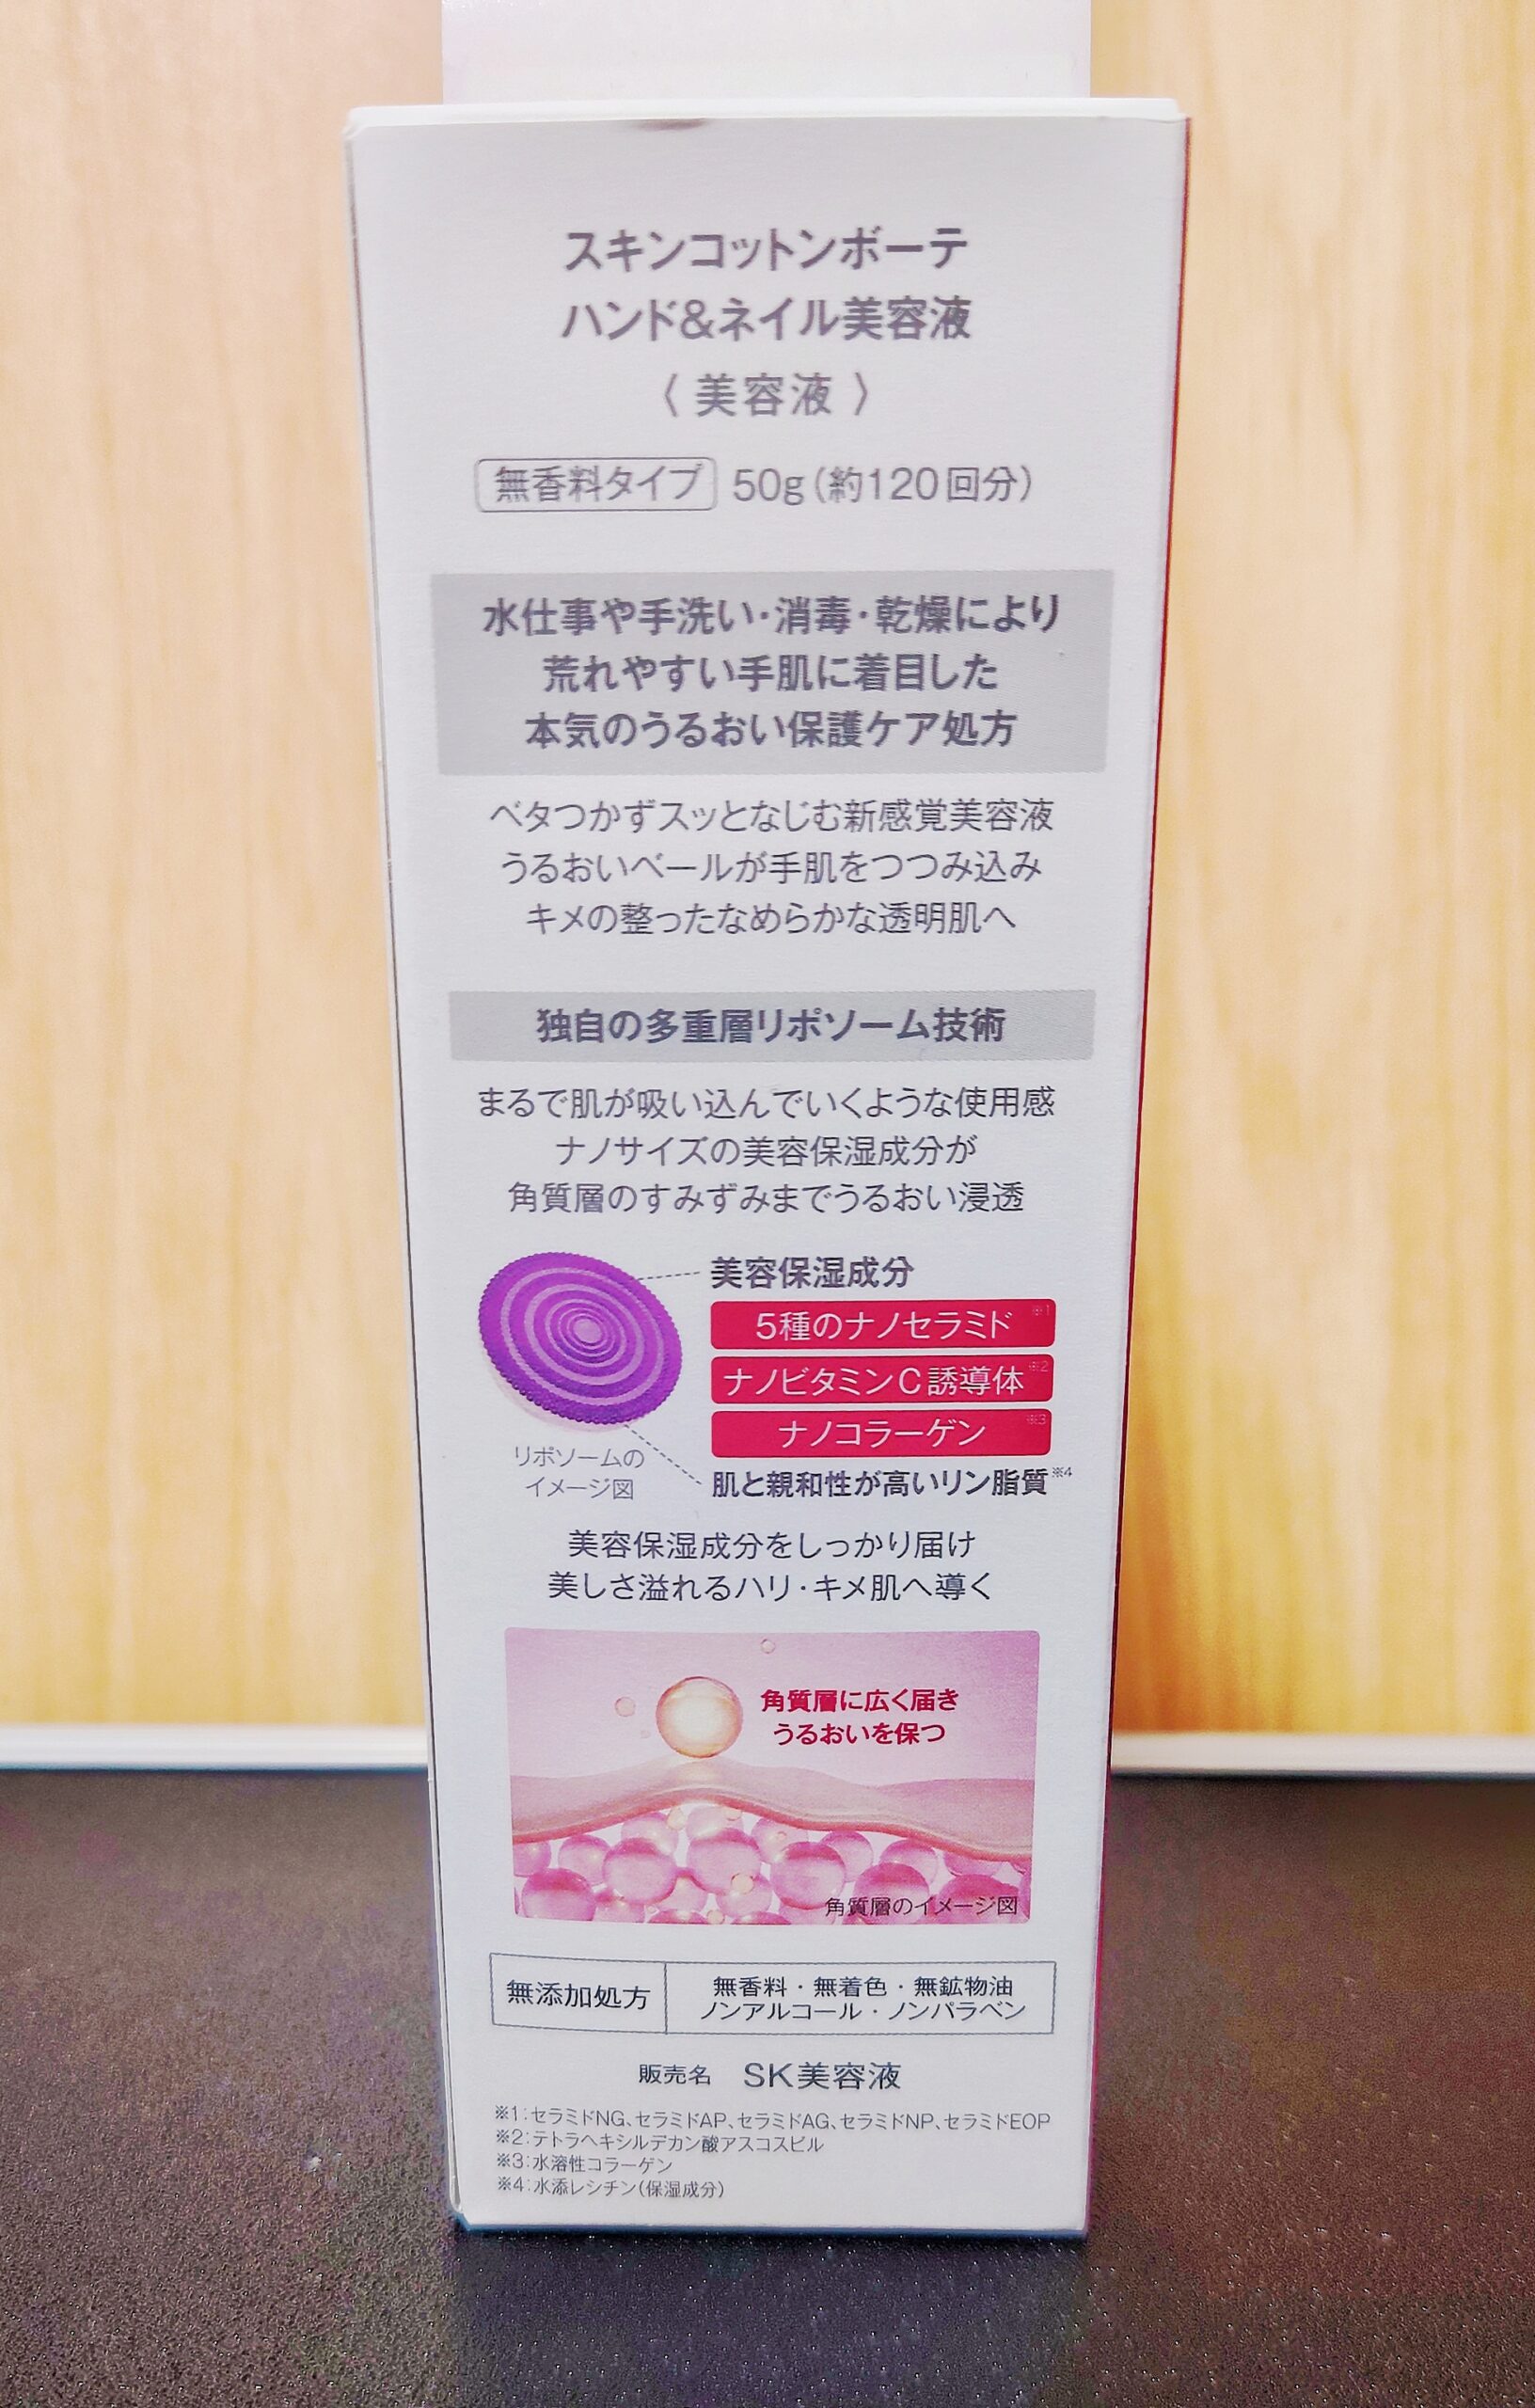 スキンコットンボーテ
ハンド&ネイル美容液
〈 美容液 〉
無香料タイプ 50g(約120回分)
水仕事や手洗い・消毒・乾燥により
荒れやすい手肌に着目した
本気のうるおい保護ケア処方
ベタつかずスッとなじむ新感覚美容液
うるおいベールが手肌をつつみ込み
キメの整ったなめらかな透明肌へ
独自の多重層リポソーム技術
まるで肌が吸い込んでいくような使用感
ナノサイズの美容保湿成分が
角質層のすみずみまでうるおい浸透
美容保湿成分
5種のナノセラミド※1
ナノビタミンC誘導体※2
ナノコラーゲン※3
リポソームの
イメージ図
肌と親和性が高いリン脂質※4
美容保湿成分をしっかり届け
美しさ溢れるハリ・キメ肌へ導く
角質層に広く届き
うるおいを保つ
角質層のイメージ図
無添加処方
無香料・無着色・無鉱物油
ノンアルコール・ノンパラベン
販売名 SK美容液
※1:セラミドNG、セラミドAP、セラミドAG、セラミドNP、セラミドEOP
※2:テトラヘキシルデカン酸アスコスビル
※3:水溶性コラーゲン
※4:水添レシチン(保湿成分)